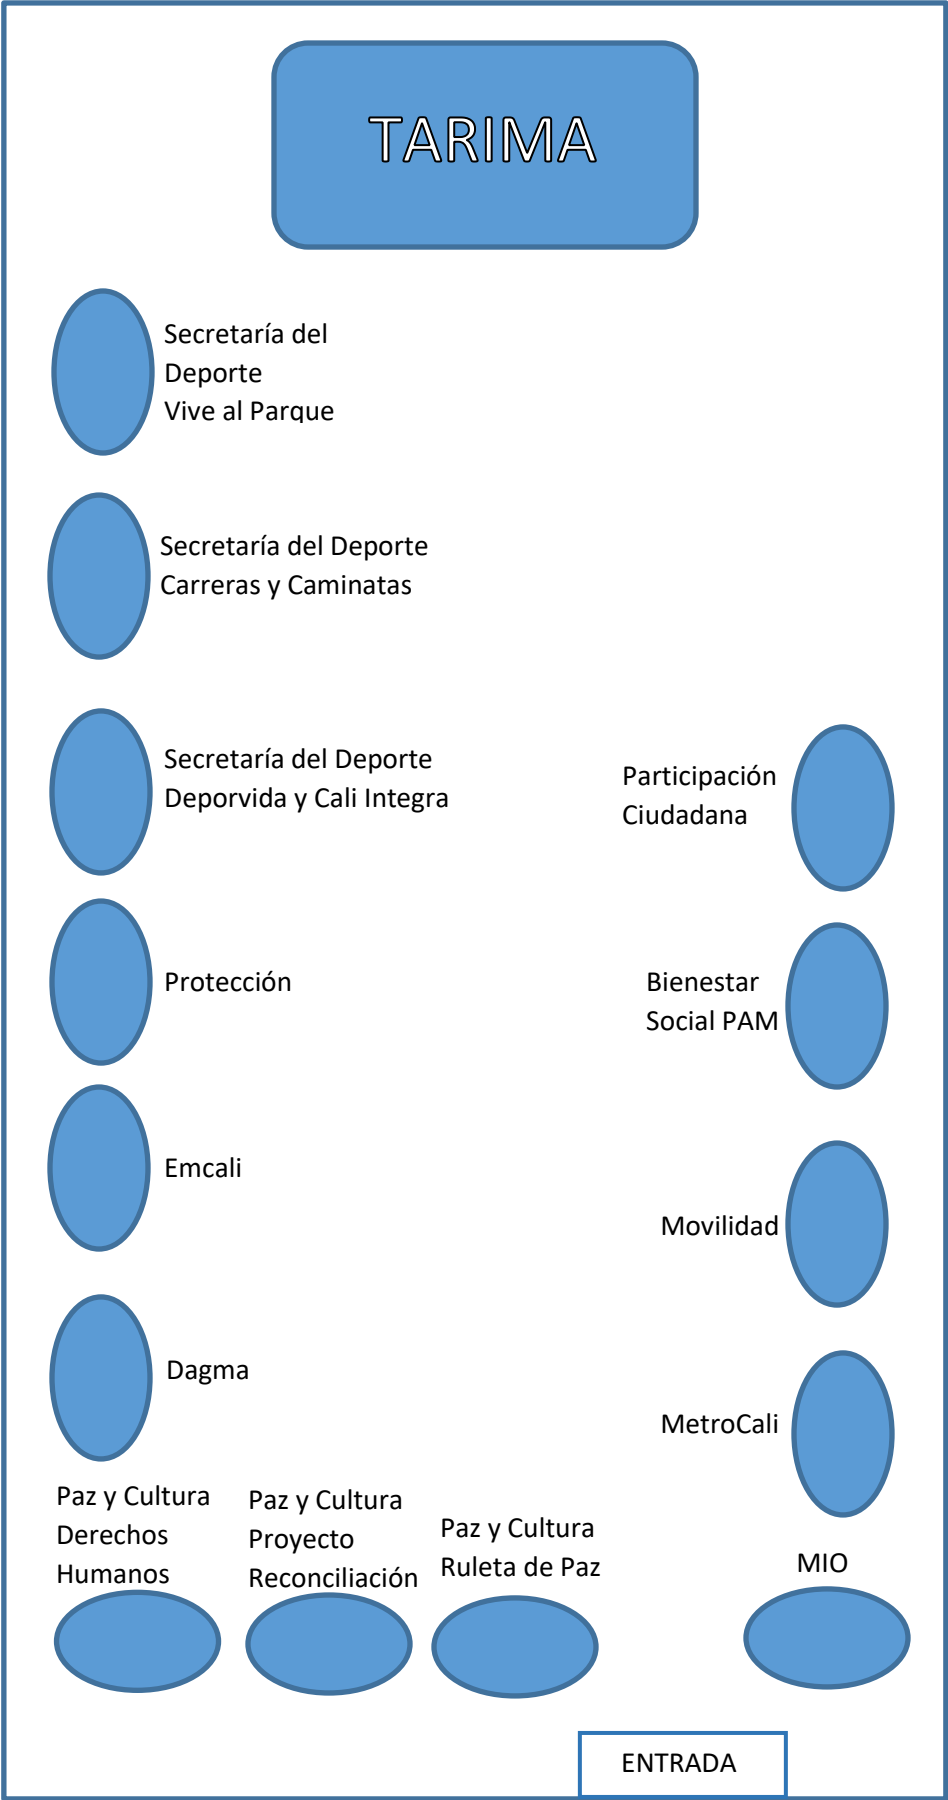 TARIMA
Secretaría del
Deporte
Vive al Parque
Secretaría del Deporte
Carreras y Caminatas
Secretaría del Deporte
Deporvida y Cali Integra
Participación
Ciudadana
Protección
Bienestar
Social PAM
Emcali
Movilidad
Dagma
MetroCali
Paz y Cultura
Derechos
Humanos
Paz y Cultura
Proyecto
Reconciliación
Paz y Cultura
Ruleta de Paz
MIO
ENTRADA